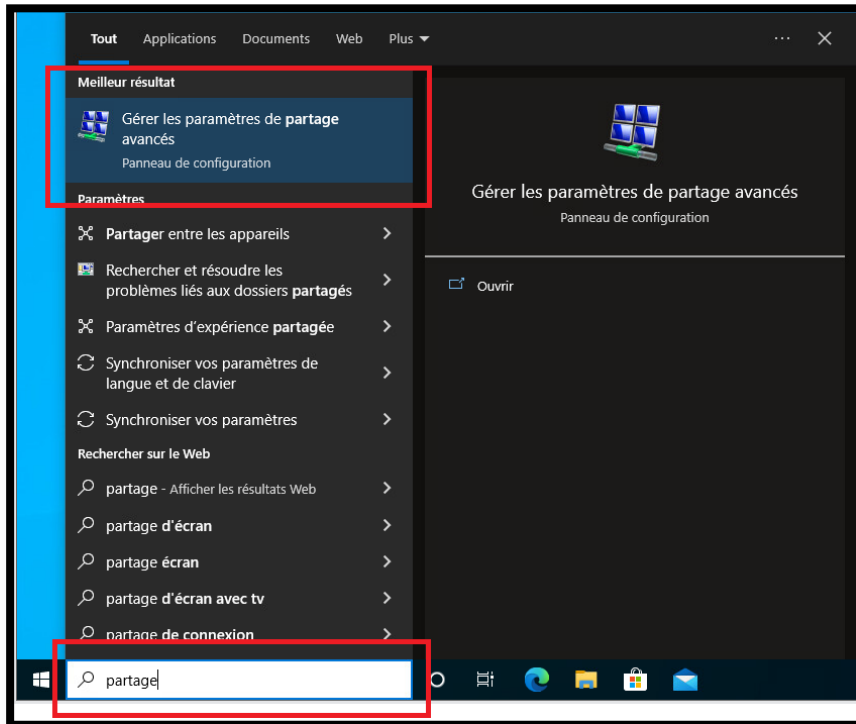 Tout Applications Documents Web Plus
Meilleur résultat
Gérer les paramètres de partage
avancés
Panneau de configuration
Paramètres
Partager entre les appareils
Rechercher et résoudre les
problèmes liés aux dossiers partagés
Paramètres d'expérience partagée
Synchroniser vos paramètres de
langue et de clavier
Synchroniser vos paramètres
Rechercher sur le Web
partage - Afficher les résultats Web
partage d'écran
partage écran
partage d'écran avec tv
partage de connexion
partage
Gérer les paramètres de partage avancés
Panneau de configuration
Ouvrir